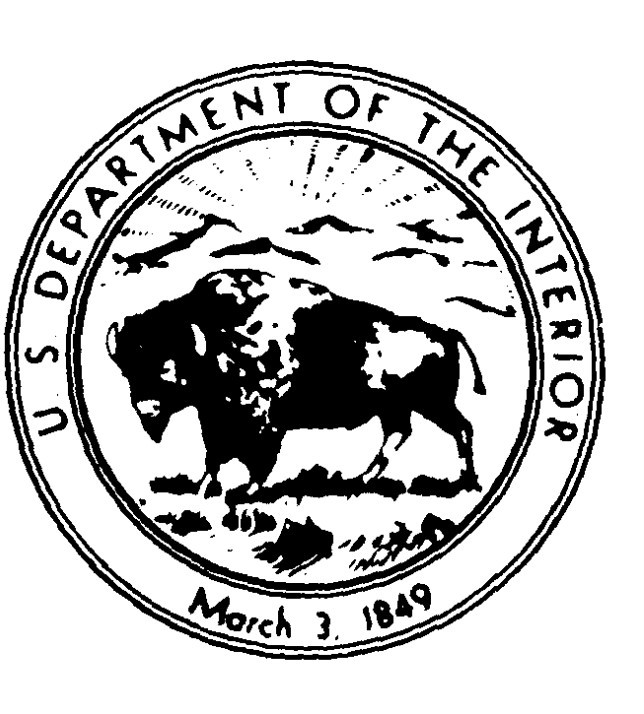 U S DEPARTMENT OF THE INTERIOR
March 3, 1849